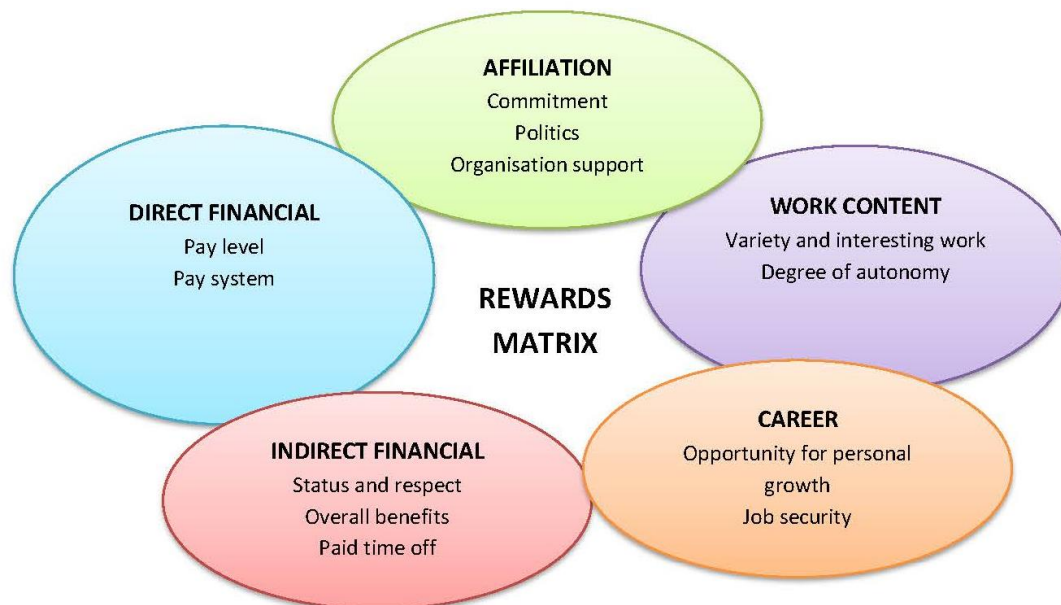 AFFILIATION
Commitment
Politics
Organisation support
DIRECT FINANCIAL
Pay level
Pay system
WORK CONTENT
Variety and interesting work
Degree of autonomy
REWARDS
MATRIX
INDIRECT FINANCIAL
Status and respect
Overall benefits
Paid time off
CAREER
Opportunity for personal
growth
Job security